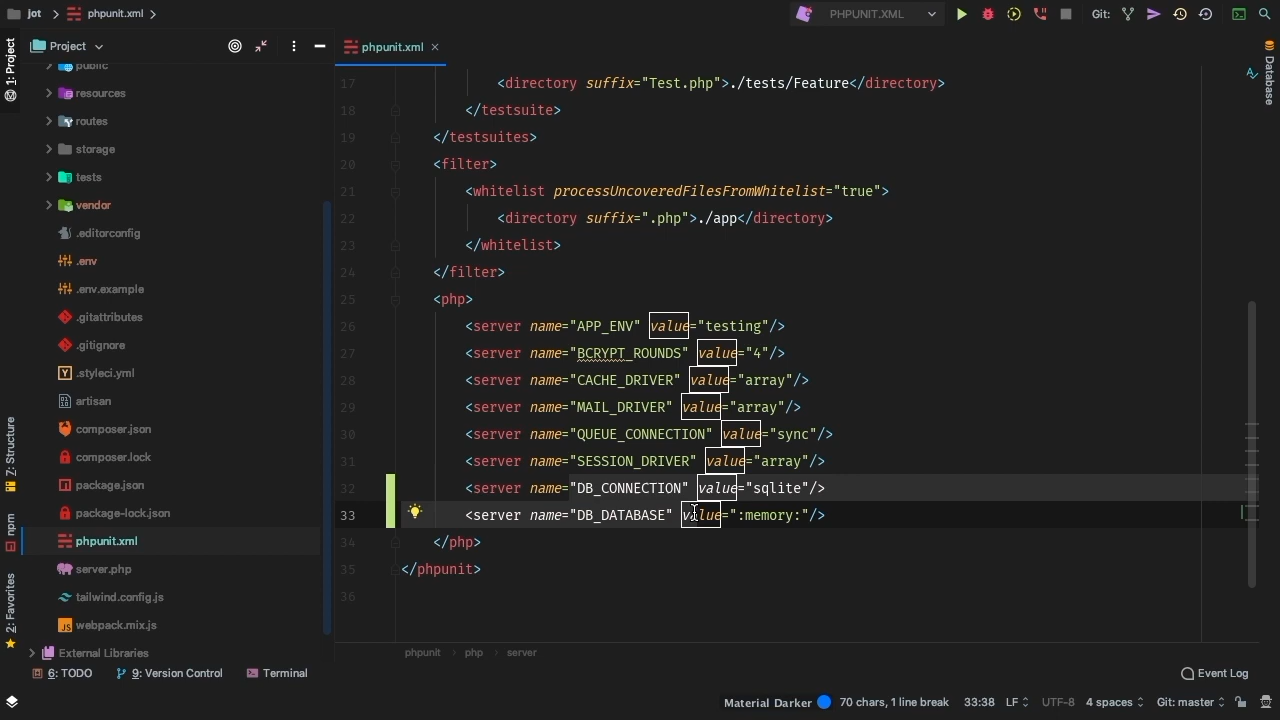 jot phpunit.xml
PHPUNIT.XML
Git:
Project
phpunit.xml
1: Project
Z: Structure
npm
2: Favorites
Database
public
resources
routes
storage
tests
vendor
.editorconfig
.env
.env.example
.gitattributes
.gitignore
.styleci.yml
artisan
composer.json
composer.lock
package.json
package-lock.json
phpunit.xml
server.php
tailwind.config.js
webpack.mix.js
External Libraries
17 <directory suffix="Test.php">./tests/Feature</directory>
18 </testsuite>
19 </testsuites>
20 <filter>
21 <whitelist processUncoveredFilesFromWhitelist="true">
22 <directory suffix=".php">./app</directory>
23 </whitelist>
24 </filter>
25 <php>
26 <server name="APP_ENV" value="testing"/>
27 <server name="BCRYPT_ROUNDS" value="4"/>
28 <server name="CACHE_DRIVER" value="array"/>
29 <server name="MAIL_DRIVER" value="array"/>
30 <server name="QUEUE_CONNECTION" value="sync"/>
31 <server name="SESSION_DRIVER" value="array"/>
32 <server name="DB_CONNECTION" value="sqlite"/>
33 <server name="DB_DATABASE" value=":memory:"/>
34 </php>
35 </phpunit>
36
phpunit php server
6: TODO 9: Version Control Terminal Event Log
Material Darker 70 chars, 1 line break 33:38 LF UTF-8 4 spaces Git: master